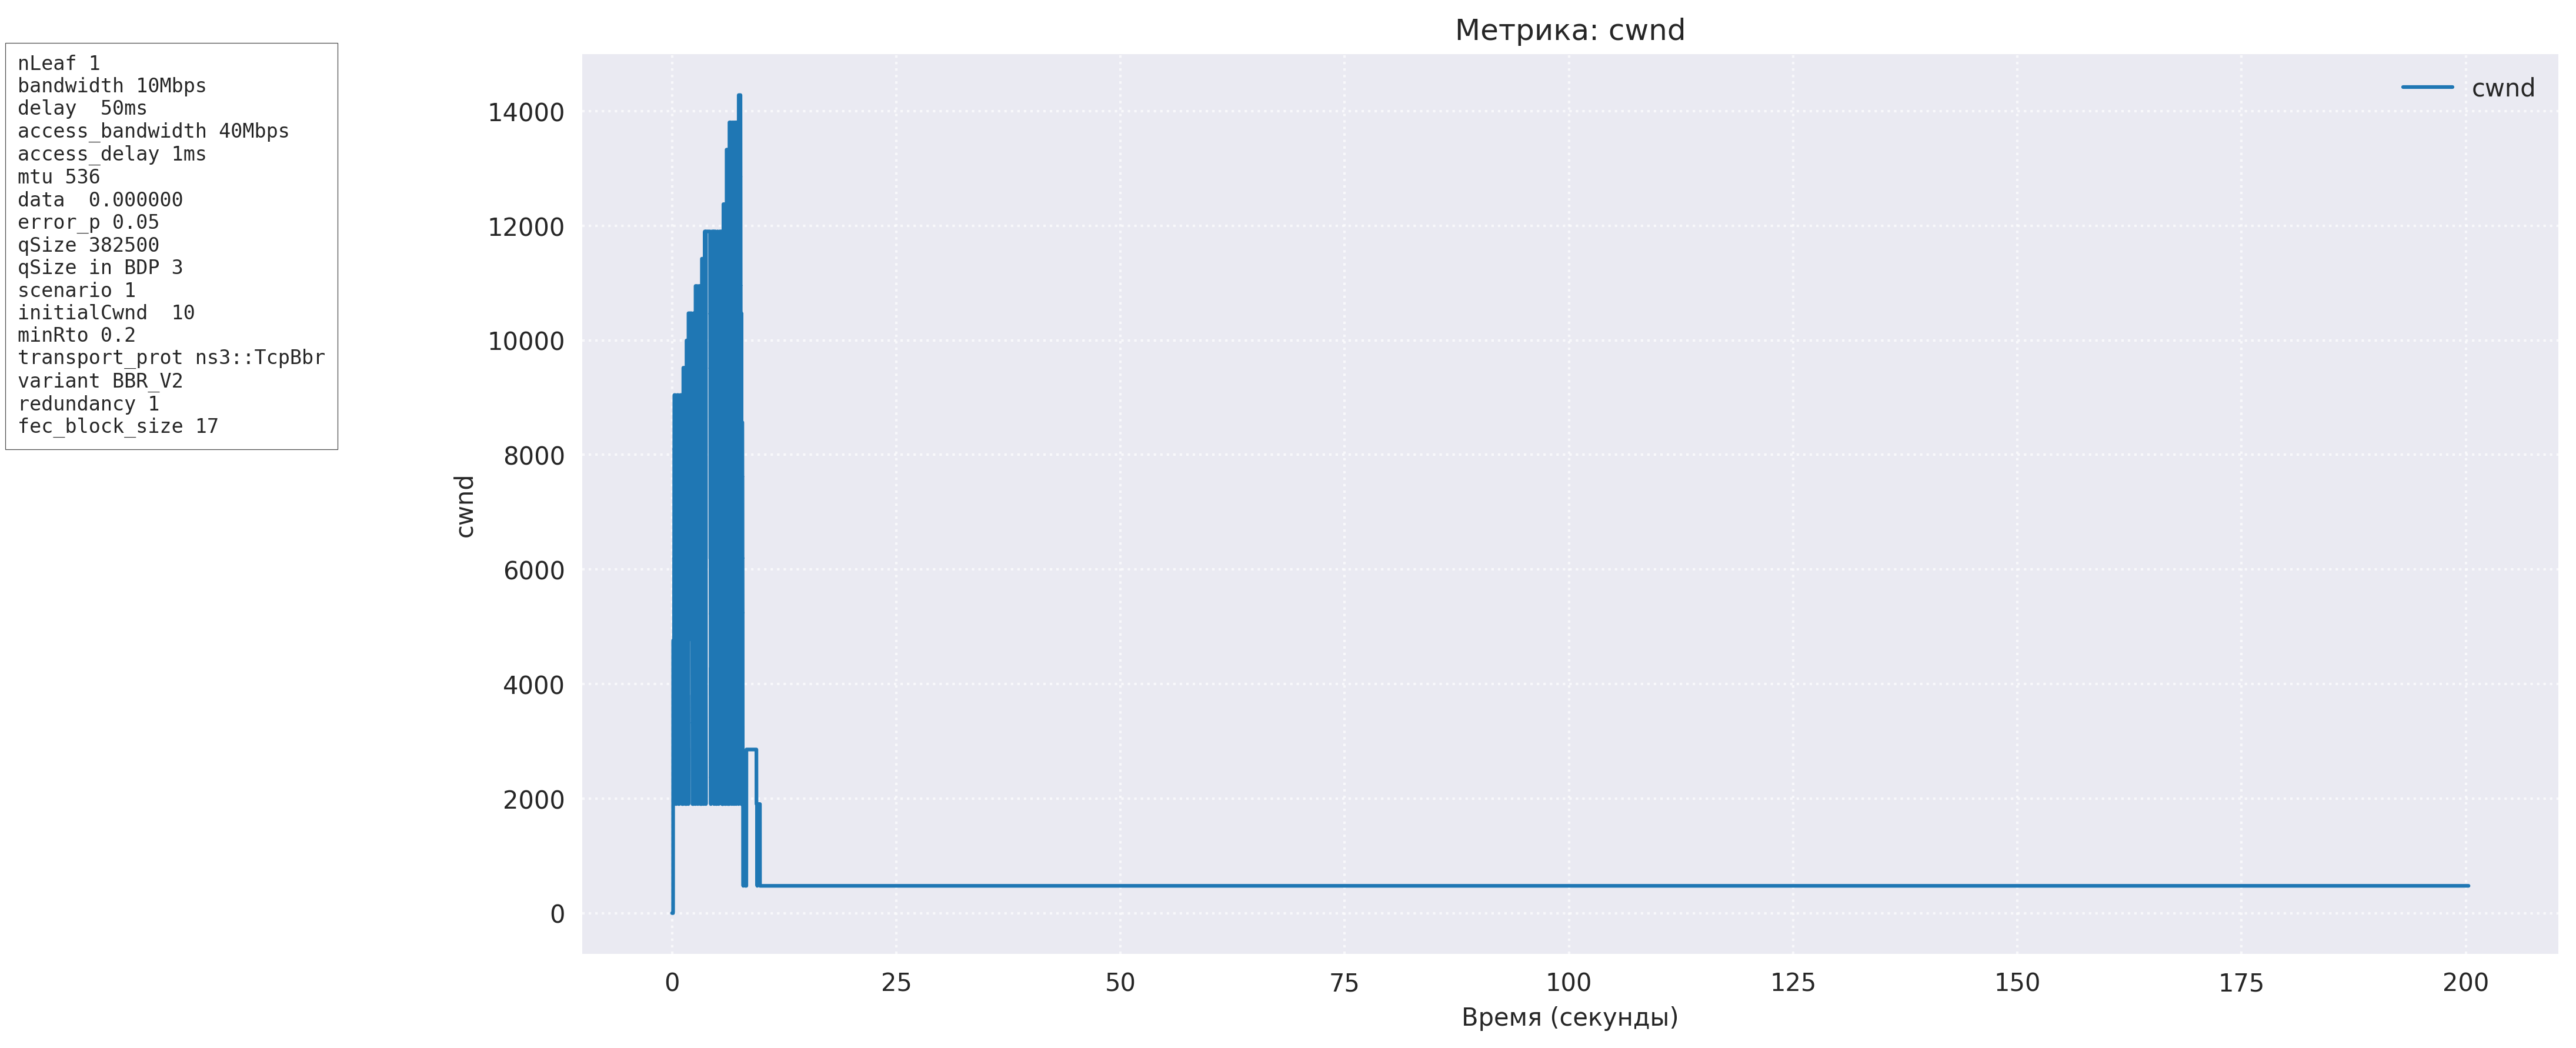 Метрика: cwnd
nLeaf 1
bandwidth 10Mbps
delay  50ms
access_bandwidth 40Mbps
access_delay 1ms
mtu 536
data  0.000000
error_p 0.05
qSize 382500
qSize in BDP 3
scenario 1
initialCwnd  10
minRto 0.2
transport_prot ns3::TcpBbr
variant BBR_V2
redundancy 1
fec_block_size 17
cwnd
14000
12000
10000
8000
6000
4000
2000
0
cwnd
0 25 50 75 100 125 150 175 200
Время (секунды)